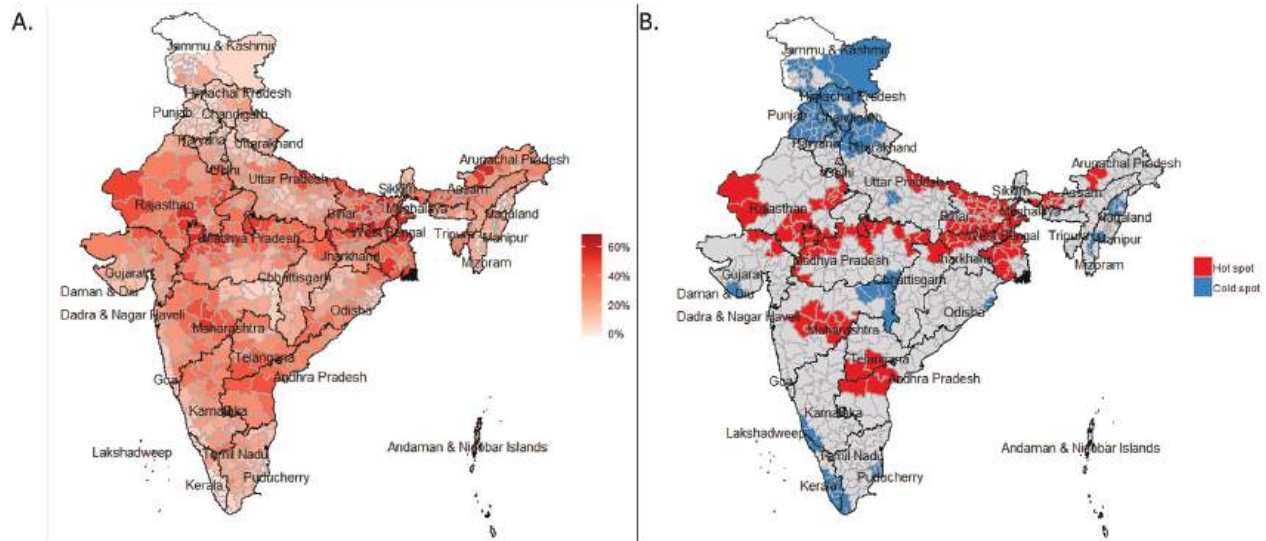 A.
Jammu & Kashmir
Himachal Pradesh
Punjab
Chandigarh
Haryana
Uttarakhand
Delhi
Arunachal Pradesh
Uttar Pradesh
Sikkim
Assam
Rajasthan
Bihar
Meghalaya
Nagaland
Madhya Pradesh
West Bengal
Tripura
Manipur
Jharkhand
Mizoram
Gujarat
Chhattisgarh
Daman & Diu
Odisha
Dadra & Nagar Haveli
Maharashtra
Telangana
Goa
Andhra Pradesh
Karnataka
Lakshadweep
Andaman & Nicobar Islands
Tamil Nadu
Puducherry
Kerala
60%
40%
20%
0%
B.
Jammu & Kashmir
Himachal Pradesh
Punjab
Chandigarh
Haryana
Uttarakhand
Delhi
Arunachal Pradesh
Uttar Pradesh
Sikkim
Assam
Rajasthan
Bihar
Meghalaya
Nagaland
West Bengal
Tripura
Manipur
Madhya Pradesh
Jharkhand
Mizoram
Gujarat
Chhattisgarh
Daman & Diu
Odisha
Dadra & Nagar Haveli
Maharashtra
Telangana
Goa
Andhra Pradesh
Karnataka
Lakshadweep
Andaman & Nicobar Islands
Tamil Nadu
Puducherry
Kerala
Hot spot
Cold spot